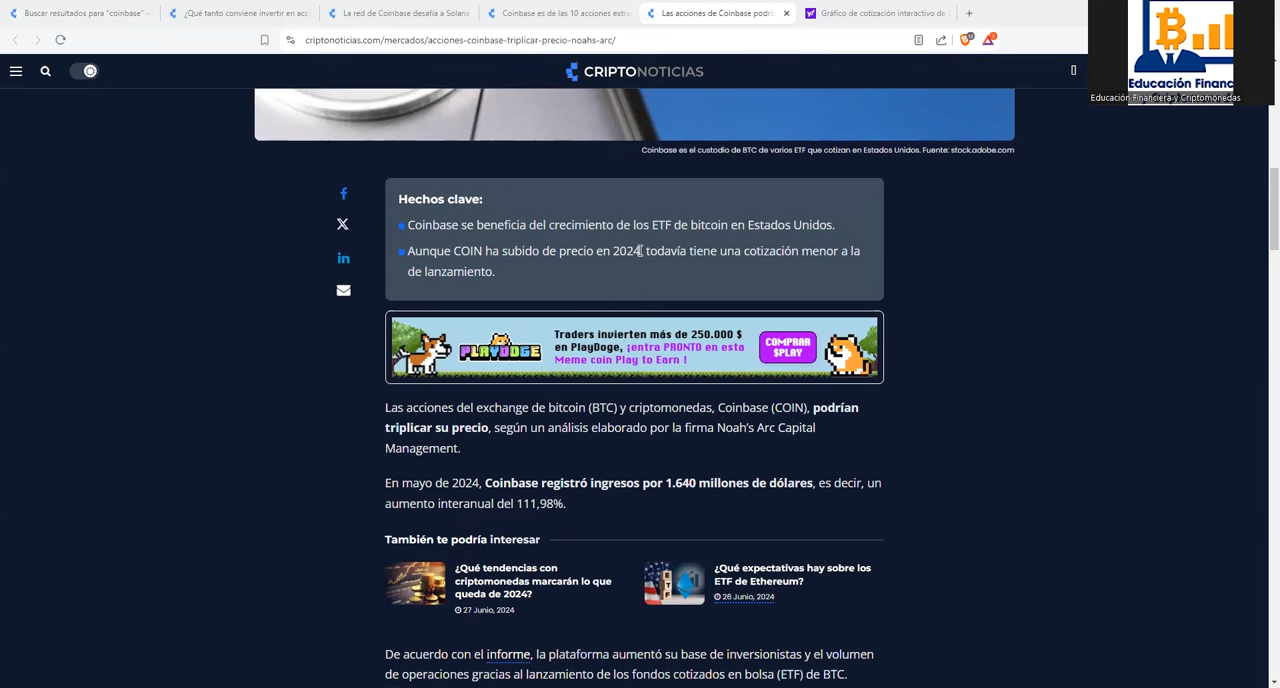 Buscar resultados para "coinbase" -
¿Qué tanto conviene invertir en acci
La red de Coinbase desafía a Solana
Coinbase es de las 10 acciones extra
Las acciones de Coinbase podrí
Gráfico de cotización interactivo de
criptonoticias.com/mercados/acciones-coinbase-triplicar-precio-noahs-arc/
CRIPTONOTICIAS
Educación Financ
Educación Financiera y Criptomonedas
Coinbase es el custodio de BTC de varios ETF que cotizan en Estados Unidos. Fuente: stock.adobe.com
Hechos clave:
Coinbase se beneficia del crecimiento de los ETF de bitcoin en Estados Unidos.
Aunque COIN ha subido de precio en 2024, todavía tiene una cotización menor a la
de lanzamiento.
PLAYDOGE
Traders invierten más de 250.000 $
en PlayDoge, ¡entra PRONTO en esta
Meme coin Play to Earn !
COMPRAR
$PLAY
Las acciones del exchange de bitcoin (BTC) y criptomonedas, Coinbase (COIN), podrían
triplicar su precio, según un análisis elaborado por la firma Noah's Arc Capital
Management.
En mayo de 2024, Coinbase registró ingresos por 1.640 millones de dólares, es decir, un
aumento interanual del 111,98%.
También te podría interesar
¿Qué tendencias con
criptomonedas marcarán lo que
queda de 2024?
27 Junio, 2024
¿Qué expectativas hay sobre los
ETF de Ethereum?
26 Junio, 2024
De acuerdo con el informe, la plataforma aumentó su base de inversionistas y el volumen
de operaciones gracias al lanzamiento de los fondos cotizados en bolsa (ETF) de BTC.